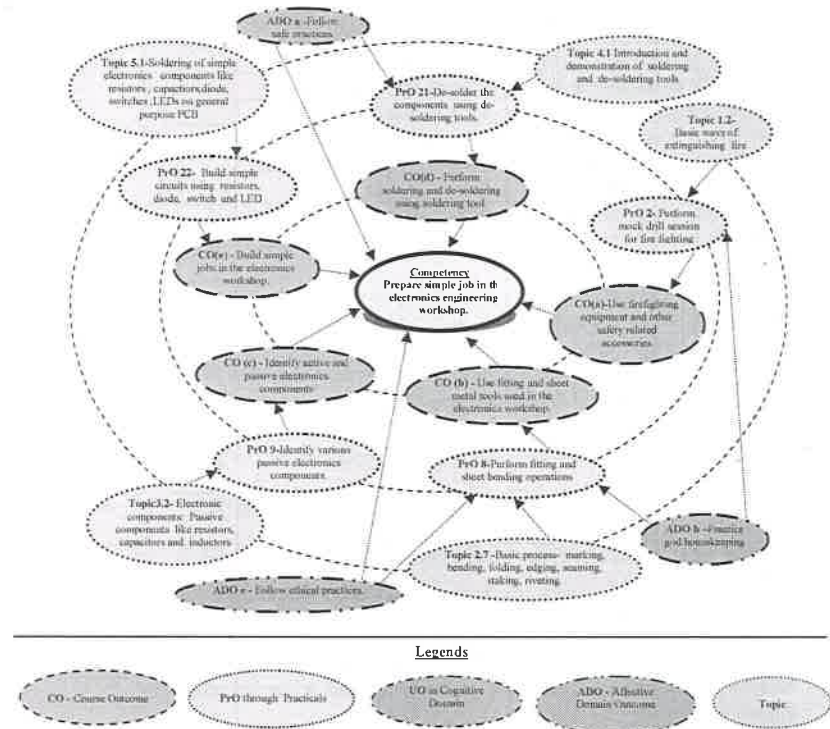 ADO a -Follow
safe practices
Topic 5.1-Soldering of simple
electronics components like
resistors, capactiors,diode,
switches ,LEDs on general
purpose PCB
Topic 4.1 Introduction and
demonstration of soldering
and de-soldering tools
PrO 21-De-solder the
components using de-
soldering tools.
Topic 1.2-
Basic ways of
extinguishing fire
PrO 22- Build simple
circuits using resistors,
diode, switch and LED
CO(d) - Perform
soldering and de-soldering
using soldering tool
PrO 2- Perform
mock drill session
for fire fighting
CO(e) - Build simple
jobs in the electronics
workshop.
Competency
Prepare simple job in th
electronics engineering
workshop.
CO(a)-Use firefighting
equipment and other
safety related
accessories.
CO (c) - Identify active and
passive electronics
components
CO (b) - Use fitting and sheet
metal tools used in the
electronics workshop.
PrO 9-Identify various
passive electronics
components.
PrO 8-Perform fitting and
sheet bending operations
Topic3.2- Electronic
components: Passive
components like resistors,
capacitors and inductors
ADO b -Practice
god housekeeping
Topic 2.7 -Basic process- marking,
bending, folding, edging, seaming,
staking, riveting.
ADO e - Follow ethical practices.
Legends
CO - Course Outcome
PrO through Practicals
UO in Cognitive
Domain
ADO - Affective
Domain Outcome
Topic